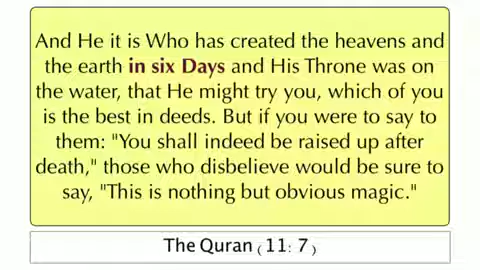 And He it is Who has created the heavens and
the earth in six Days and His Throne was on
the water, that He might try you, which of you
is the best in deeds. But if you were to say to
them: "You shall indeed be raised up after
death," those who disbelieve would be sure to
say, "This is nothing but obvious magic."
The Quran ( 11: 7 )